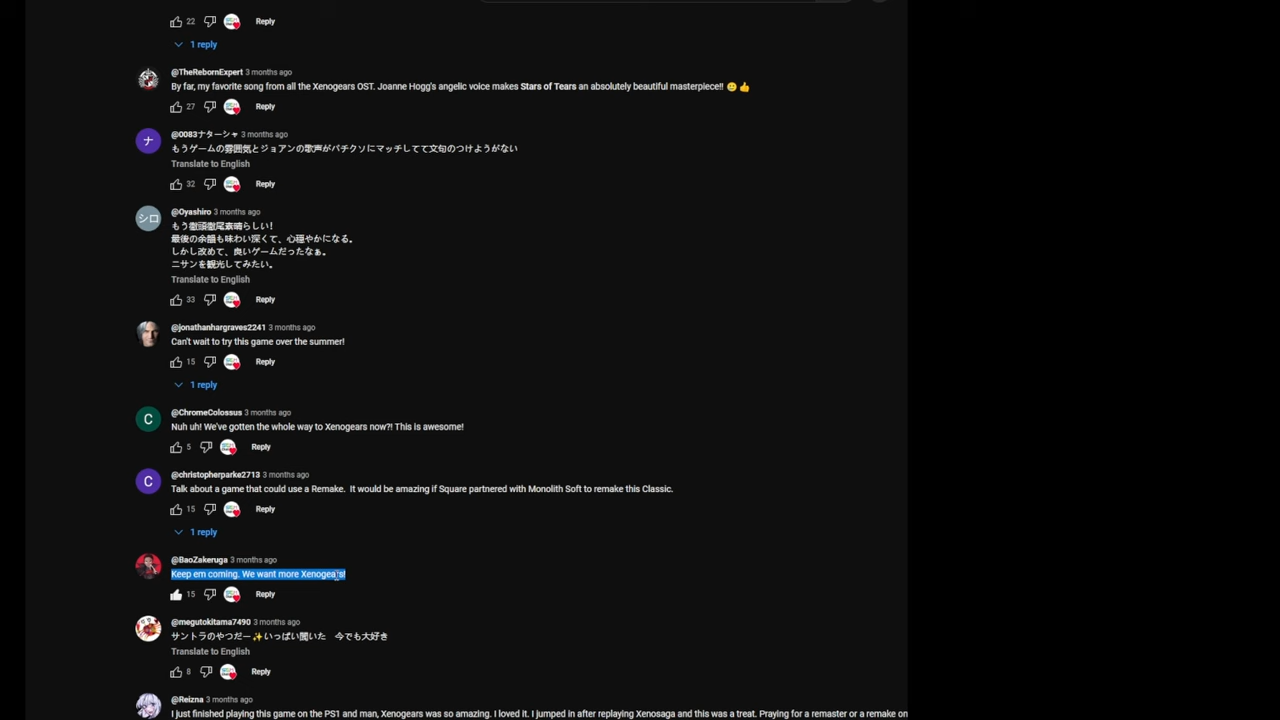 22
Reply
1 reply
@TheRebornExpert 3 months ago
By far, my favorite song from all the Xenogears OST. Joanne Hogg's angelic voice makes Stars of Tears an absolutely beautiful masterpiece!! 🥲👍
27
Reply
ナ
@0083ナターシャ 3 months ago
もうゲームの雰囲気とジョアンの歌声がバチクソにマッチしてて文句のつけようがない
Translate to English
32
Reply
シロ
@Oyashiro 3 months ago
もう徹頭徹尾素晴らしい！
最後の余韻も味わい深くて、心穏やかになる。
しかし改めて、良いゲームだったなぁ。
ニサンを観光してみたい。
Translate to English
33
Reply
@jonathanhargraves2241 3 months ago
Can't wait to try this game over the summer!
15
Reply
1 reply
C
@ChromeColossus 3 months ago
Nuh uh! We've gotten the whole way to Xenogears now?! This is awesome!
5
Reply
C
@christopherparke2713 3 months ago
Talk about a game that could use a Remake. It would be amazing if Square partnered with Monolith Soft to remake this Classic.
15
Reply
1 reply
@BaoZakeruga 3 months ago
Keep em coming. We want more Xenogears!
15
Reply
@megutokitama7490 3 months ago
サントラのやつだー✨いっぱい聞いた　今でも大好き
Translate to English
8
Reply
@Reizna 3 months ago
I just finished playing this game on the PS1 and man, Xenogears was so amazing. I loved it. I jumped in after replaying Xenosaga and this was a treat. Praying for a remaster or a remake on